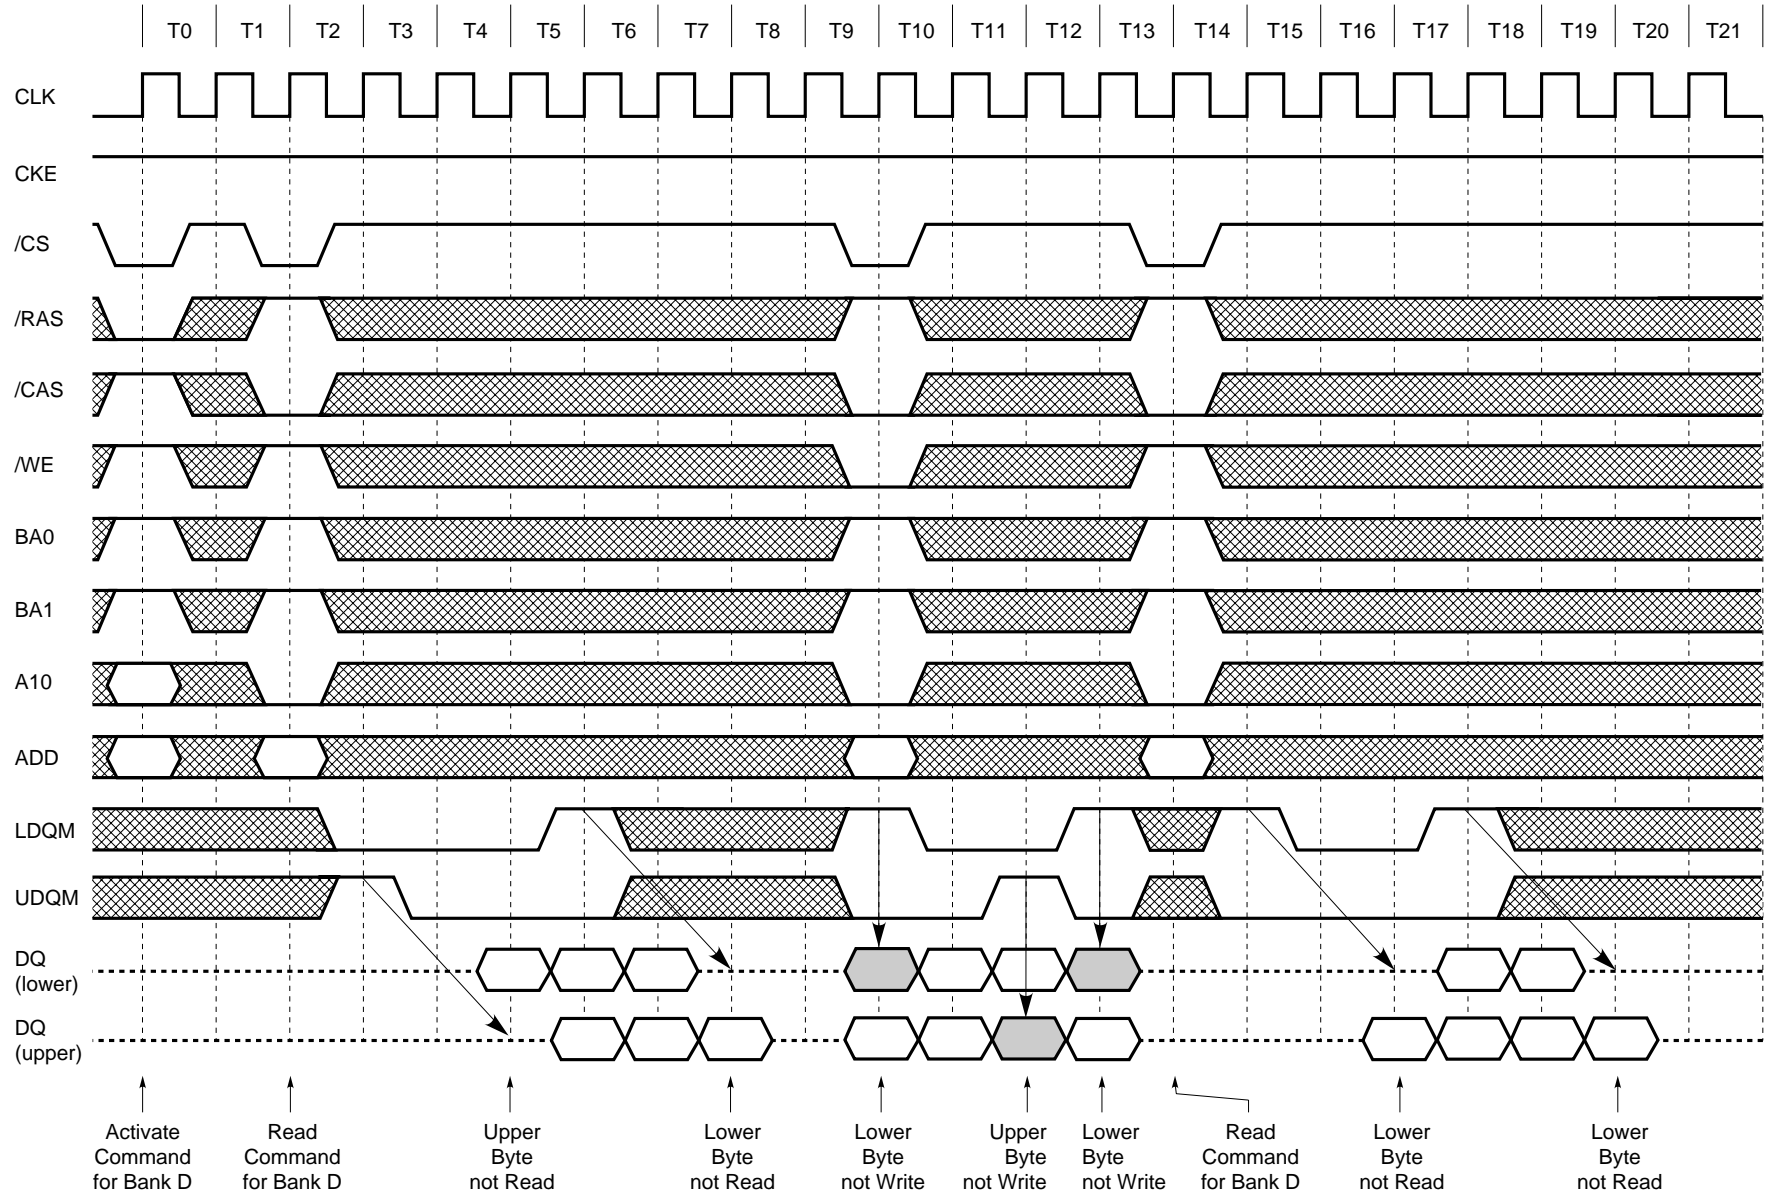 T0 T1 T2 T3 T4 T5 T6 T7 T8 T9 T10 T11 T12 T13 T14 T15 T16 T17 T18 T19 T20 T21
CLK
CKE
/CS
/RAS
/CAS
/WE
BA0
BA1
A10
ADD
LDQM
UDQM
DQ
(lower)
DQ
(upper)
Activate
Command
for Bank D
Read
Command
for Bank D
Upper
Byte
not Read
Lower
Byte
not Read
Lower
Byte
not Write
Upper
Byte
not Write
Lower
Byte
not Write
Read
Command
for Bank D
Lower
Byte
not Read
Lower
Byte
not Read